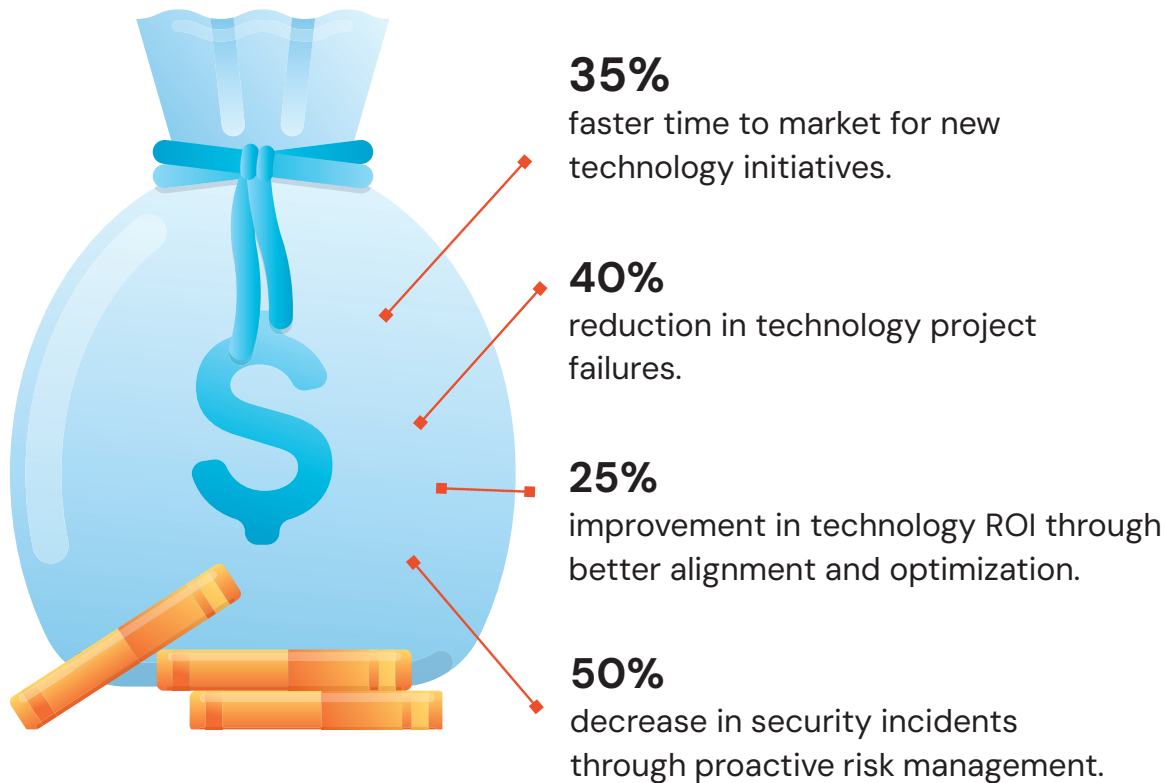 35%
faster time to market for new
technology initiatives.
40%
reduction in technology project
failures.
25%
improvement in technology ROI through
better alignment and optimization.
50%
decrease in security incidents
through proactive risk management.
$